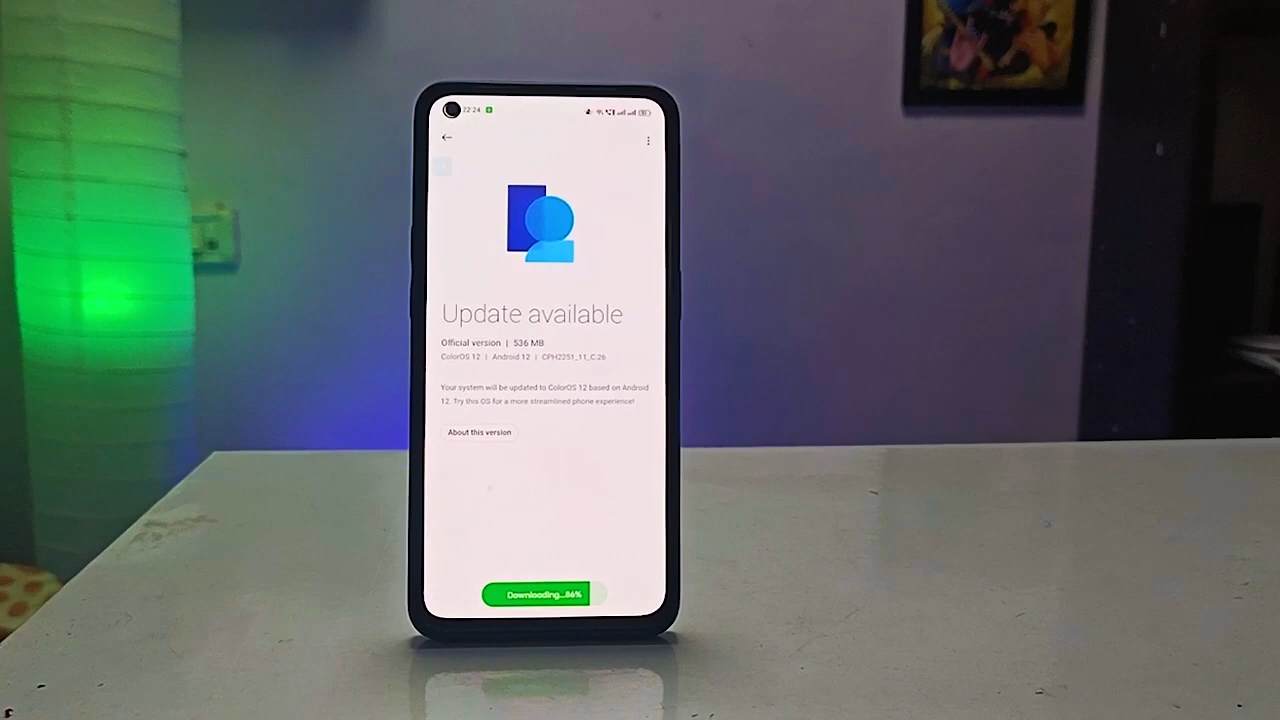 22:24
Update available
Official version | 536 MB
ColorOS 12 | Android 12 | CPH2251_11_C.26
Your system will be updated to ColorOS 12 based on Android
12. Try this OS for a more streamlined phone experience!
About this version
Downloading...86%